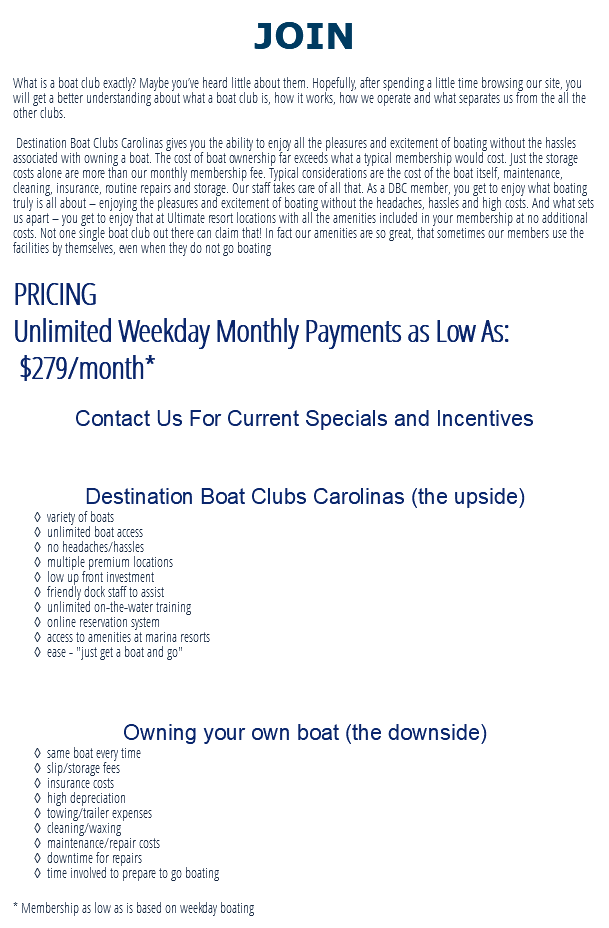 JOIN
What is a boat club exactly? Maybe you've heard little about them. Hopefully, after spending a little time browsing our site, you
will get a better understanding about what a boat club is, how it works, how we operate and what separates us from the all the
other clubs.
Destination Boat Clubs Carolinas gives you the ability to enjoy all the pleasures and excitement of boating without the hassles
associated with owning a boat. The cost of boat ownership far exceeds what a typical membership would cost. Just the storage
costs alone are more than our monthly membership fee. Typical considerations are the cost of the boat itself, maintenance,
cleaning, insurance, routine repairs and storage. Our staff takes care of all that. As a DBC member, you get to enjoy what boating
truly is all about – enjoying the pleasures and excitement of boating without the headaches, hassles and high costs. And what sets
us apart – you get to enjoy that at Ultimate resort locations with all the amenities included in your membership at no additional
costs. Not one single boat club out there can claim that! In fact our amenities are so great, that sometimes our members use the
facilities by themselves, even when they do not go boating
PRICING
Unlimited Weekday Monthly Payments as Low As:
$279/month*
Contact Us For Current Specials and Incentives
Destination Boat Clubs Carolinas (the upside)
◊ variety of boats
◊ unlimited boat access
◊ no headaches/hassles
◊ multiple premium locations
◊ low up front investment
◊ friendly dock staff to assist
◊ unlimited on-the-water training
◊ online reservation system
◊ access to amenities at marina resorts
◊ ease - "just get a boat and go"
Owning your own boat (the downside)
◊ same boat every time
◊ slip/storage fees
◊ insurance costs
◊ high depreciation
◊ towing/trailer expenses
◊ cleaning/waxing
◊ maintenance/repair costs
◊ downtime for repairs
◊ time involved to prepare to go boating
* Membership as low as is based on weekday boating